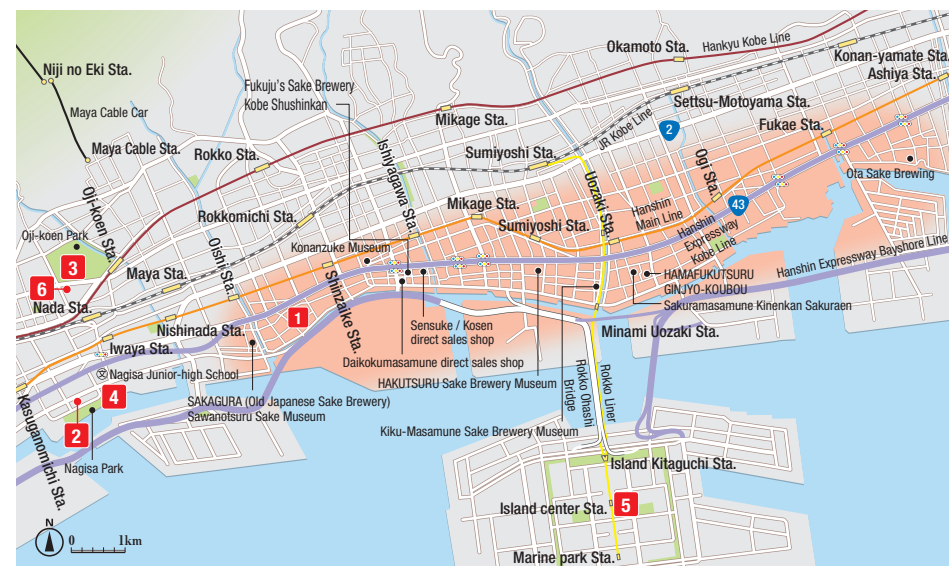 Niji no Eki Sta.
Maya Cable Car
Maya Cable Sta.
Oji-koen Sta.
Oji-koen Park
3
6
Nada Sta.
Maya Sta.
Rokko Sta.
Rokkomichi Sta.
Oishi Sta.
Nishinada Sta.
Iwaya Sta.
Nagisa Junior-high School
4
2
Nagisa Park
Kasuganomichi Sta.
N
0 1km
Fukuju's Sake Brewery
Kobe Shushinkan
Ishiyagawa Sta.
Mikage Sta.
Okamoto Sta.
Hankyu Kobe Line
Konan-yamate Sta.
Ashiya Sta.
Settsu-Motoyama Sta.
JR Kobe Line
2
Fukae Sta.
Ota Sake Brewing
Sumiyoshi Sta.
Uozaki Sta.
Ogi Sta.
43
Mikage Sta.
Sumiyoshi Sta.
Hanshin
Main Line
Hanshin
Expressway
Kobe Line
Hanshin Expressway Bayshore Line
Konanzuke Museum
Shinzaike Sta.
1
Sensuke / Kosen
direct sales shop
Daikokumasamune direct sales shop
HAKUTSURU Sake Brewery Museum
SAKAGURA (Old Japanese Sake Brewery)
Sawanotsuru Sake Museum
Kiku-Masamune Sake Brewery Museum
HAMAFUKUTSURU
GINJYO-KOUBOU
Sakuramasamune Kinenkan Sakuraen
Minami Uozaki Sta.
Rokko Ohashi
Bridge
Rokko Liner
Island Kitaguchi Sta.
Island center Sta.
5
Marine park Sta.